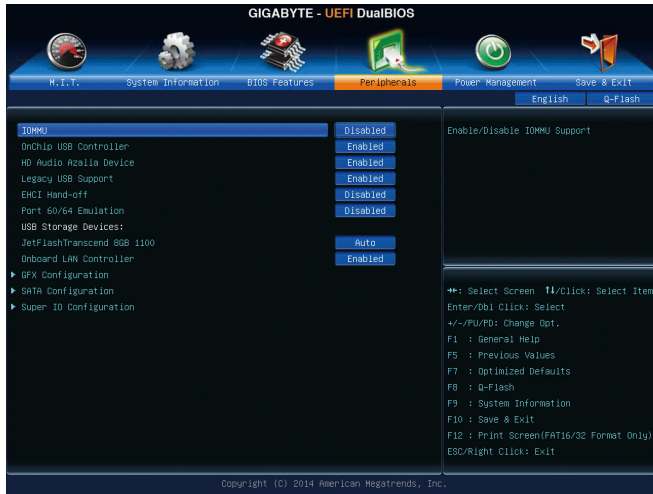 GIGABYTE - UEFI DualBIOS
M.I.T. System Information BIOS Features Peripherals Power Management Save & Exit
English Q-Flash
IOMMU Disabled
OnChip USB Controller Enabled
HD Audio Azalia Device Enabled
Legacy USB Support Enabled
EHCI Hand-off Disabled
Port 60/64 Emulation Disabled
USB Storage Devices:
JetFlashTranscend 8GB 1100 Auto
Onboard LAN Controller Enabled
GFX Configuration
SATA Configuration
Super IO Configuration
Enable/Disable IOMMU Support
→←: Select Screen ↑↓/Click: Select Item
Enter/Dbl Click: Select
+/-/PU/PD: Change Opt.
F1 : General Help
F5 : Previous Values
F7 : Optimized Defaults
F8 : Q-Flash
F9 : System Information
F10 : Save & Exit
F12 : Print Screen(FAT16/32 Format Only)
ESC/Right Click: Exit
Copyright (C) 2014 American Megatrends, Inc.